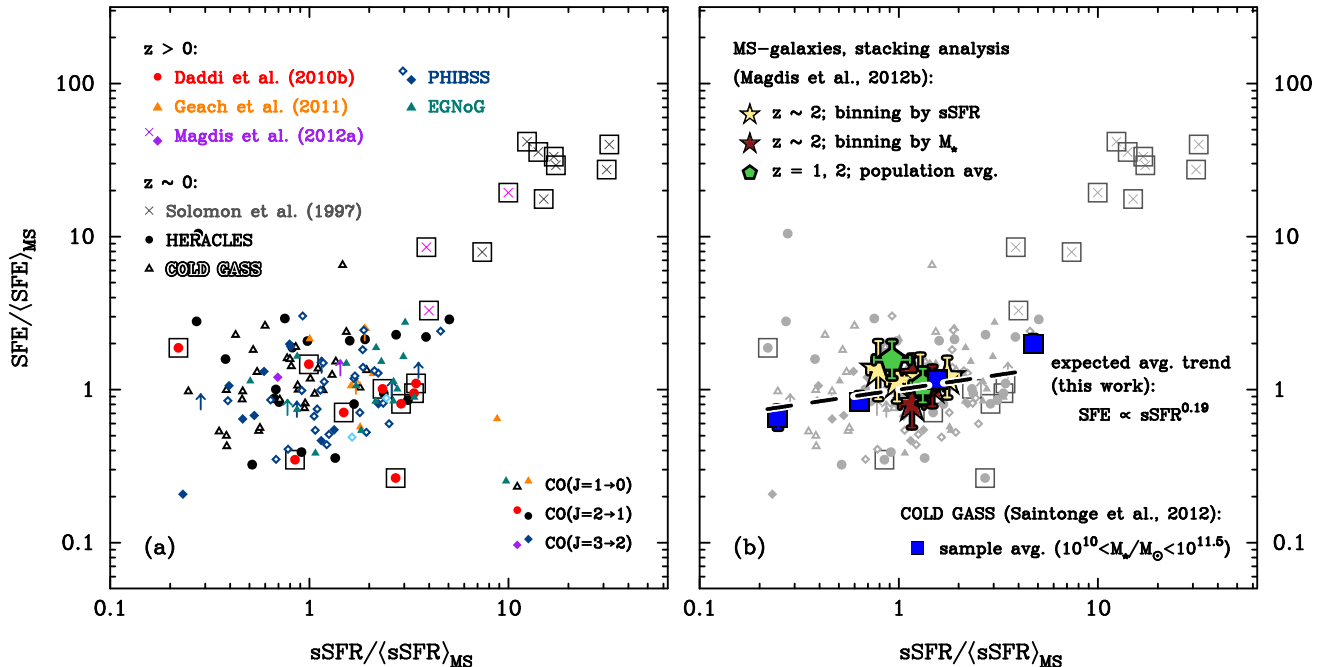 z > 0:
Daddi et al. (2010b)
Geach et al. (2011)
Magdis et al. (2012a)
PHIBSS
EGNoG
z ~ 0:
Solomon et al. (1997)
HERACLES
COLD GASS
CO(J=1→0)
CO(J=2→1)
CO(J=3→2)
(a)
100
10
1
0.1
SFE/⟨SFE⟩MS
0.1
1
10
sSFR/⟨sSFR⟩MS
MS-galaxies, stacking analysis
(Magdis et al., 2012b):
z ~ 2; binning by sSFR
z ~ 2; binning by M⋆
z = 1, 2; population avg.
expected avg. trend
(this work):
SFE ∝ sSFR^0.19
COLD GASS (Saintonge et al., 2012):
sample avg. (10^10<M⋆/M⊙<10^11.5)
(b)
100
10
1
0.1
0.1
1
10
sSFR/⟨sSFR⟩MS